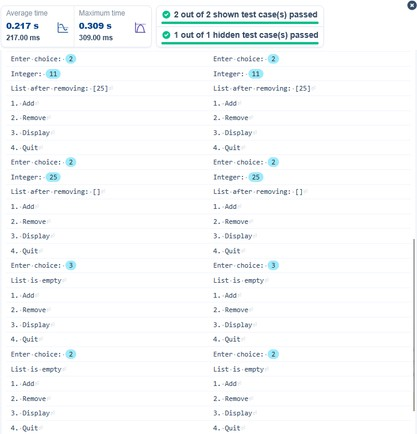 Average time
0.217 s
217.00 ms
Maximum time
0.309 s
309.00 ms
2 out of 2 shown test case(s) passed
1 out of 1 hidden test case(s) passed
Enter·choice:·2
Integer:·11
List·after·removing:·[25]
1.·Add
2.·Remove
3.·Display
4.·Quit
Enter·choice:·2
Integer:·25
List·after·removing:·[]
1.·Add
2.·Remove
3.·Display
4.·Quit
Enter·choice:·3
List·is·empty
1.·Add
2.·Remove
3.·Display
4.·Quit
Enter·choice:·2
List·is·empty
1.·Add
2.·Remove
3.·Display
4.·Quit
Enter·choice:·2
Integer:·11
List·after·removing:·[25]
1.·Add
2.·Remove
3.·Display
4.·Quit
Enter·choice:·2
Integer:·25
List·after·removing:·[]
1.·Add
2.·Remove
3.·Display
4.·Quit
Enter·choice:·3
List·is·empty
1.·Add
2.·Remove
3.·Display
4.·Quit
Enter·choice:·2
List·is·empty
1.·Add
2.·Remove
3.·Display
4.·Quit